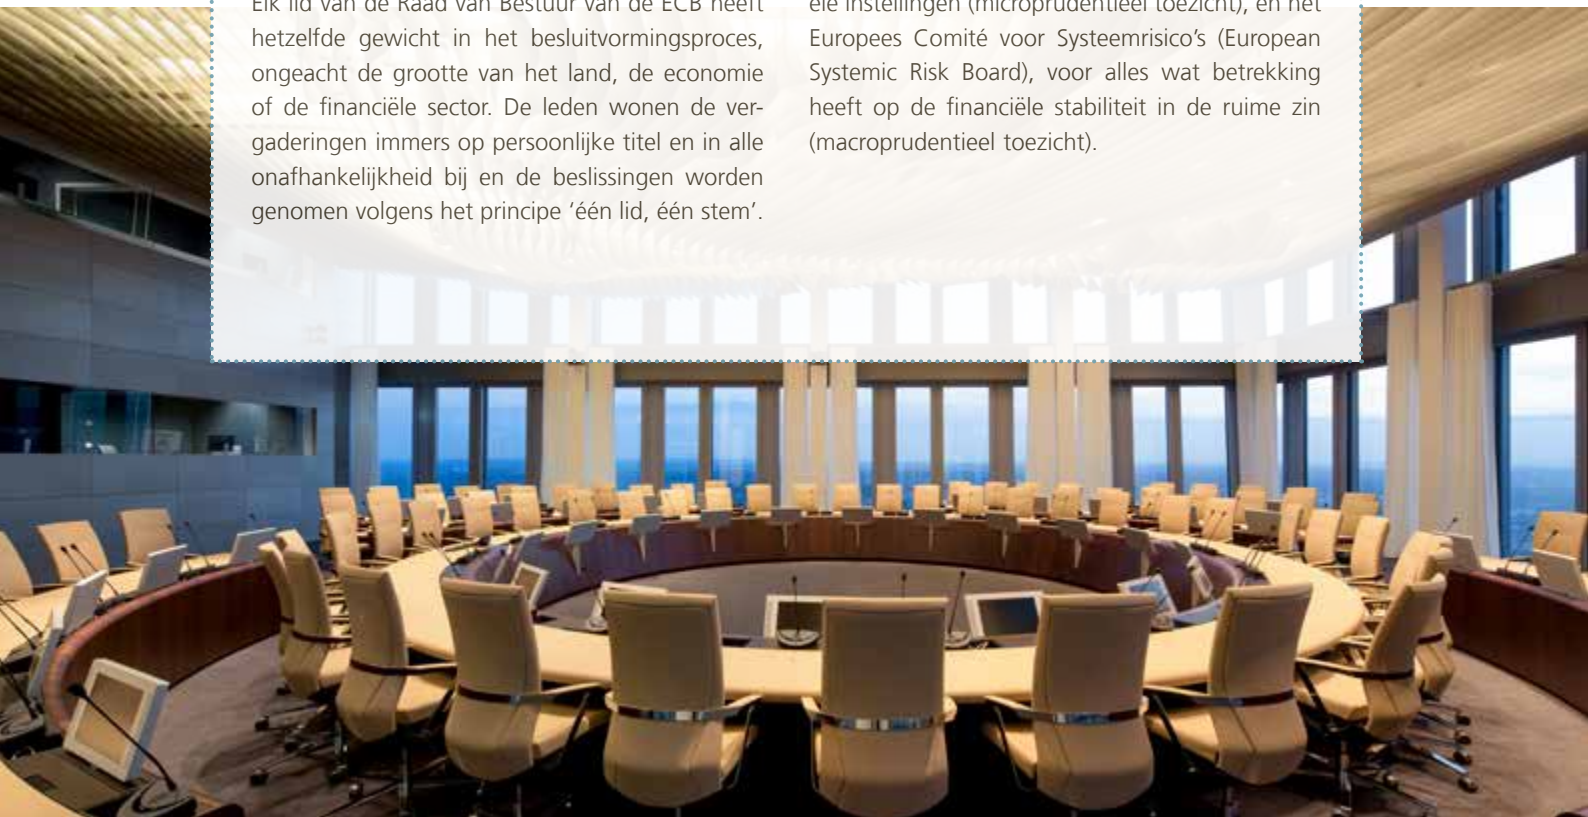 Elk lid van de Raad van Bestuur van de ECB heeft
hetzelfde gewicht in het besluitvormingsproces,
ongeacht de grootte van het land, de economie
of de financiële sector. De leden wonen de ver-
gaderingen immers op persoonlijke titel en in alle
onafhankelijkheid bij en de beslissingen worden
genomen volgens het principe ‘één lid, één stem’.
ële instellingen (microprudentieel toezicht), en het
Europees Comité voor Systeemrisico’s (European
Systemic Risk Board), voor alles wat betrekking
heeft op de financiële stabiliteit in de ruime zin
(macroprudentieel toezicht).